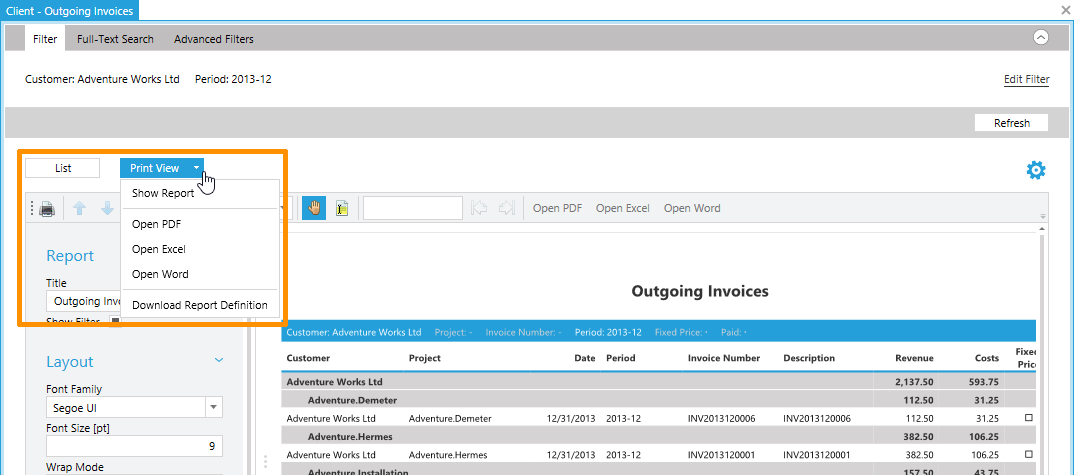 Client - Outgoing Invoices
Filter Full-Text Search Advanced Filters
Customer: Adventure Works Ltd Period: 2013-12 Edit Filter
Refresh
List Print View
Show Report
Open PDF
Open Excel
Open Word
Download Report Definition
Open PDF Open Excel Open Word
Report
Title
Outgoing Invo
Show Filter
Layout
Font Family
Segoe UI
Font Size [pt]
9
Wrap Mode
Outgoing Invoices
Customer: Adventure Works Ltd Project: - Invoice Number: - Period: 2013-12 Fixed Price: · Paid: ·
Customer Project Date Period Invoice Number Description Revenue Costs Fixed Price
Adventure Works Ltd 2,137.50 593.75
Adventure.Demeter 112.50 31.25
Adventure Works Ltd Adventure.Demeter 12/31/2013 2013-12 INV2013120006 INV2013120006 112.50 31.25
Adventure.Hermes 382.50 106.25
Adventure Works Ltd Adventure.Hermes 12/31/2013 2013-12 INV2013120001 INV2013120001 382.50 106.25
Adventure.Installation 157.50 43.75